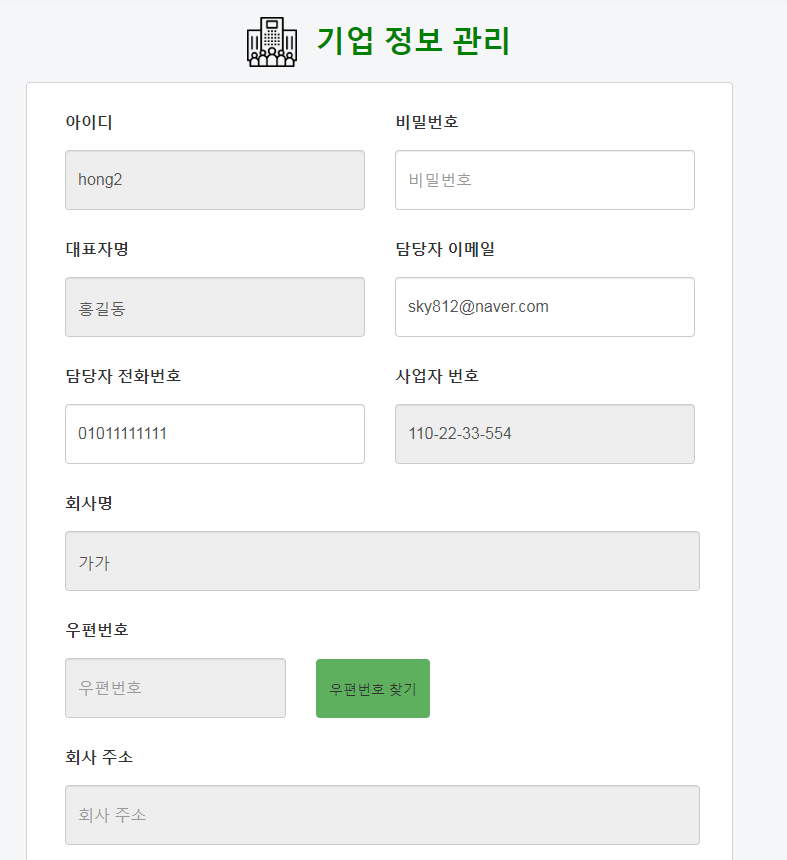 기업 정보 관리
아이디 비밀번호
hong2 비밀번호
대표자명 담당자 이메일
홍길동 sky812@naver.com
담당자 전화번호 사업자 번호
01011111111 110-22-33-554
회사명
가가
우편번호
우편번호 우편번호 찾기
회사 주소
회사 주소